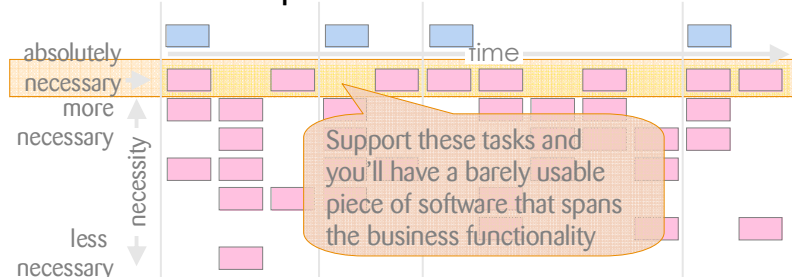 time
absolutely
necessary
more
necessary
necessity
less
necessary
Support these tasks and
you'll have a barely usable
piece of software that spans
the business functionality